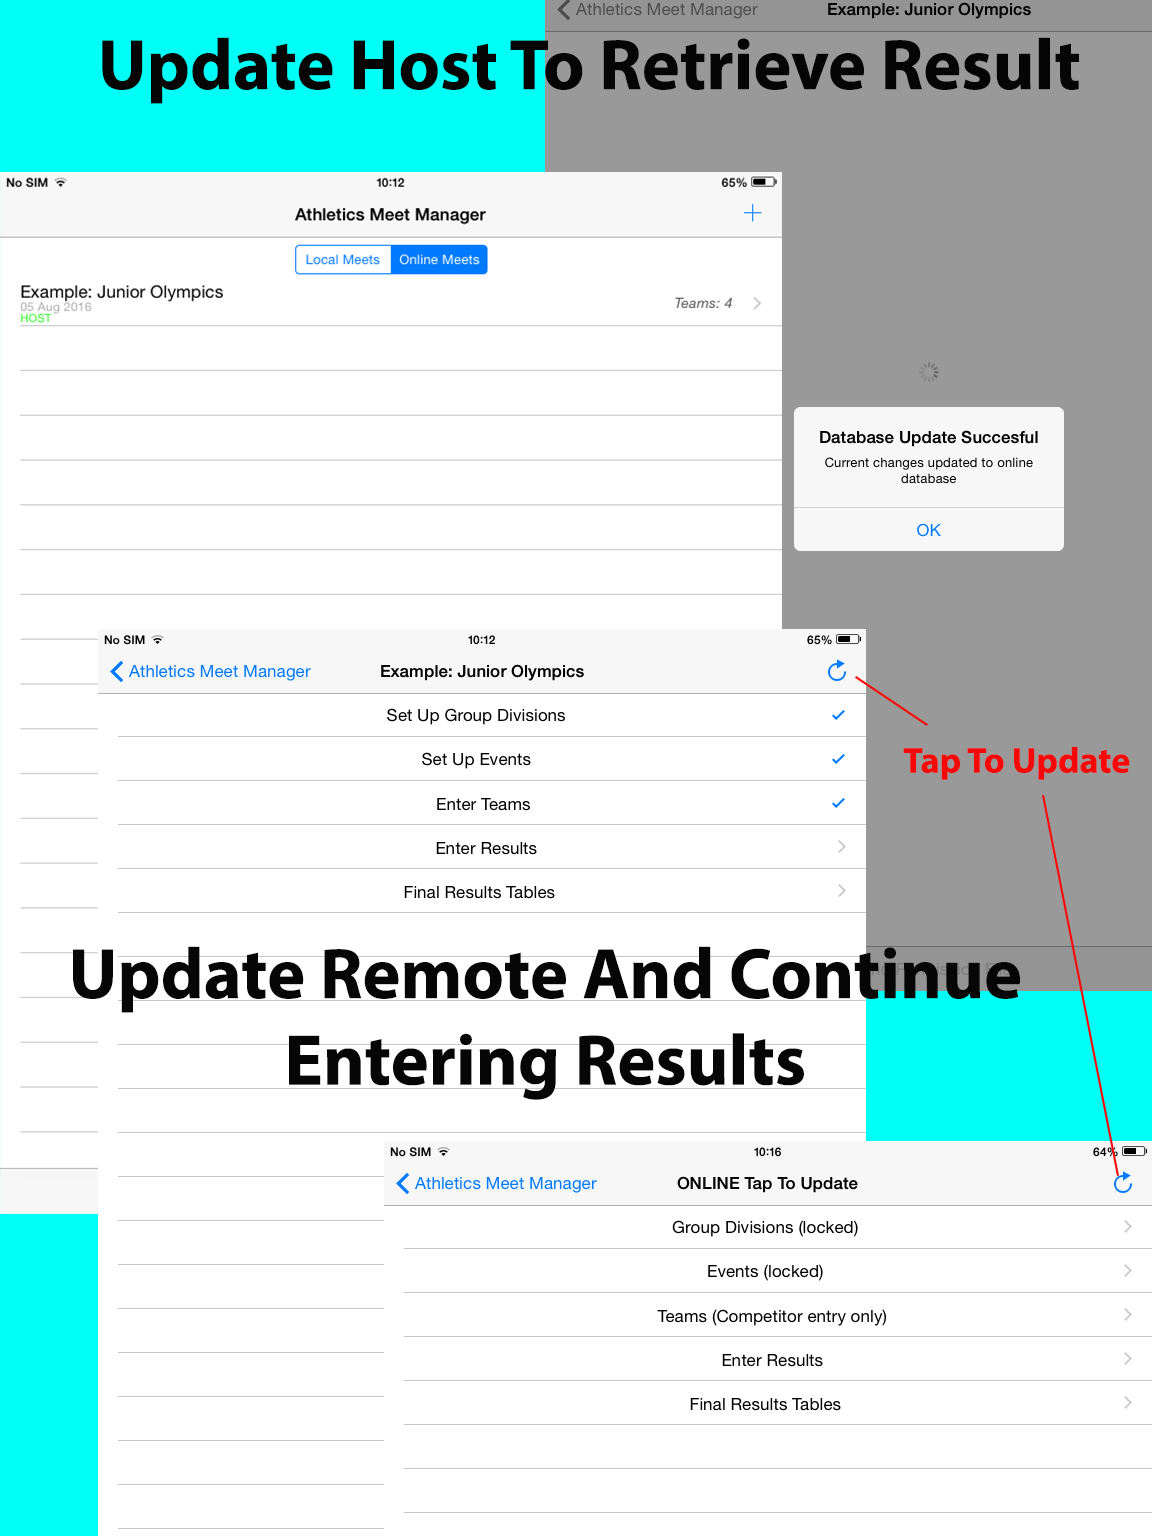 Athletics Meet Manager
Example: Junior Olympics
Update Host To Retrieve Result
No SIM
10:12
65%
Athletics Meet Manager
Local Meets
Online Meets
Example: Junior Olympics
05 Aug 2016
HOST
Teams: 4
Database Update Succesful
Current changes updated to online
database
OK
No SIM
10:12
65%
Athletics Meet Manager
Example: Junior Olympics
Set Up Group Divisions
Set Up Events
Enter Teams
Enter Results
Final Results Tables
Tap To Update
Update Remote And Continue
Entering Results
No SIM
10:16
64%
Athletics Meet Manager
ONLINE Tap To Update
Group Divisions (locked)
Events (locked)
Teams (Competitor entry only)
Enter Results
Final Results Tables